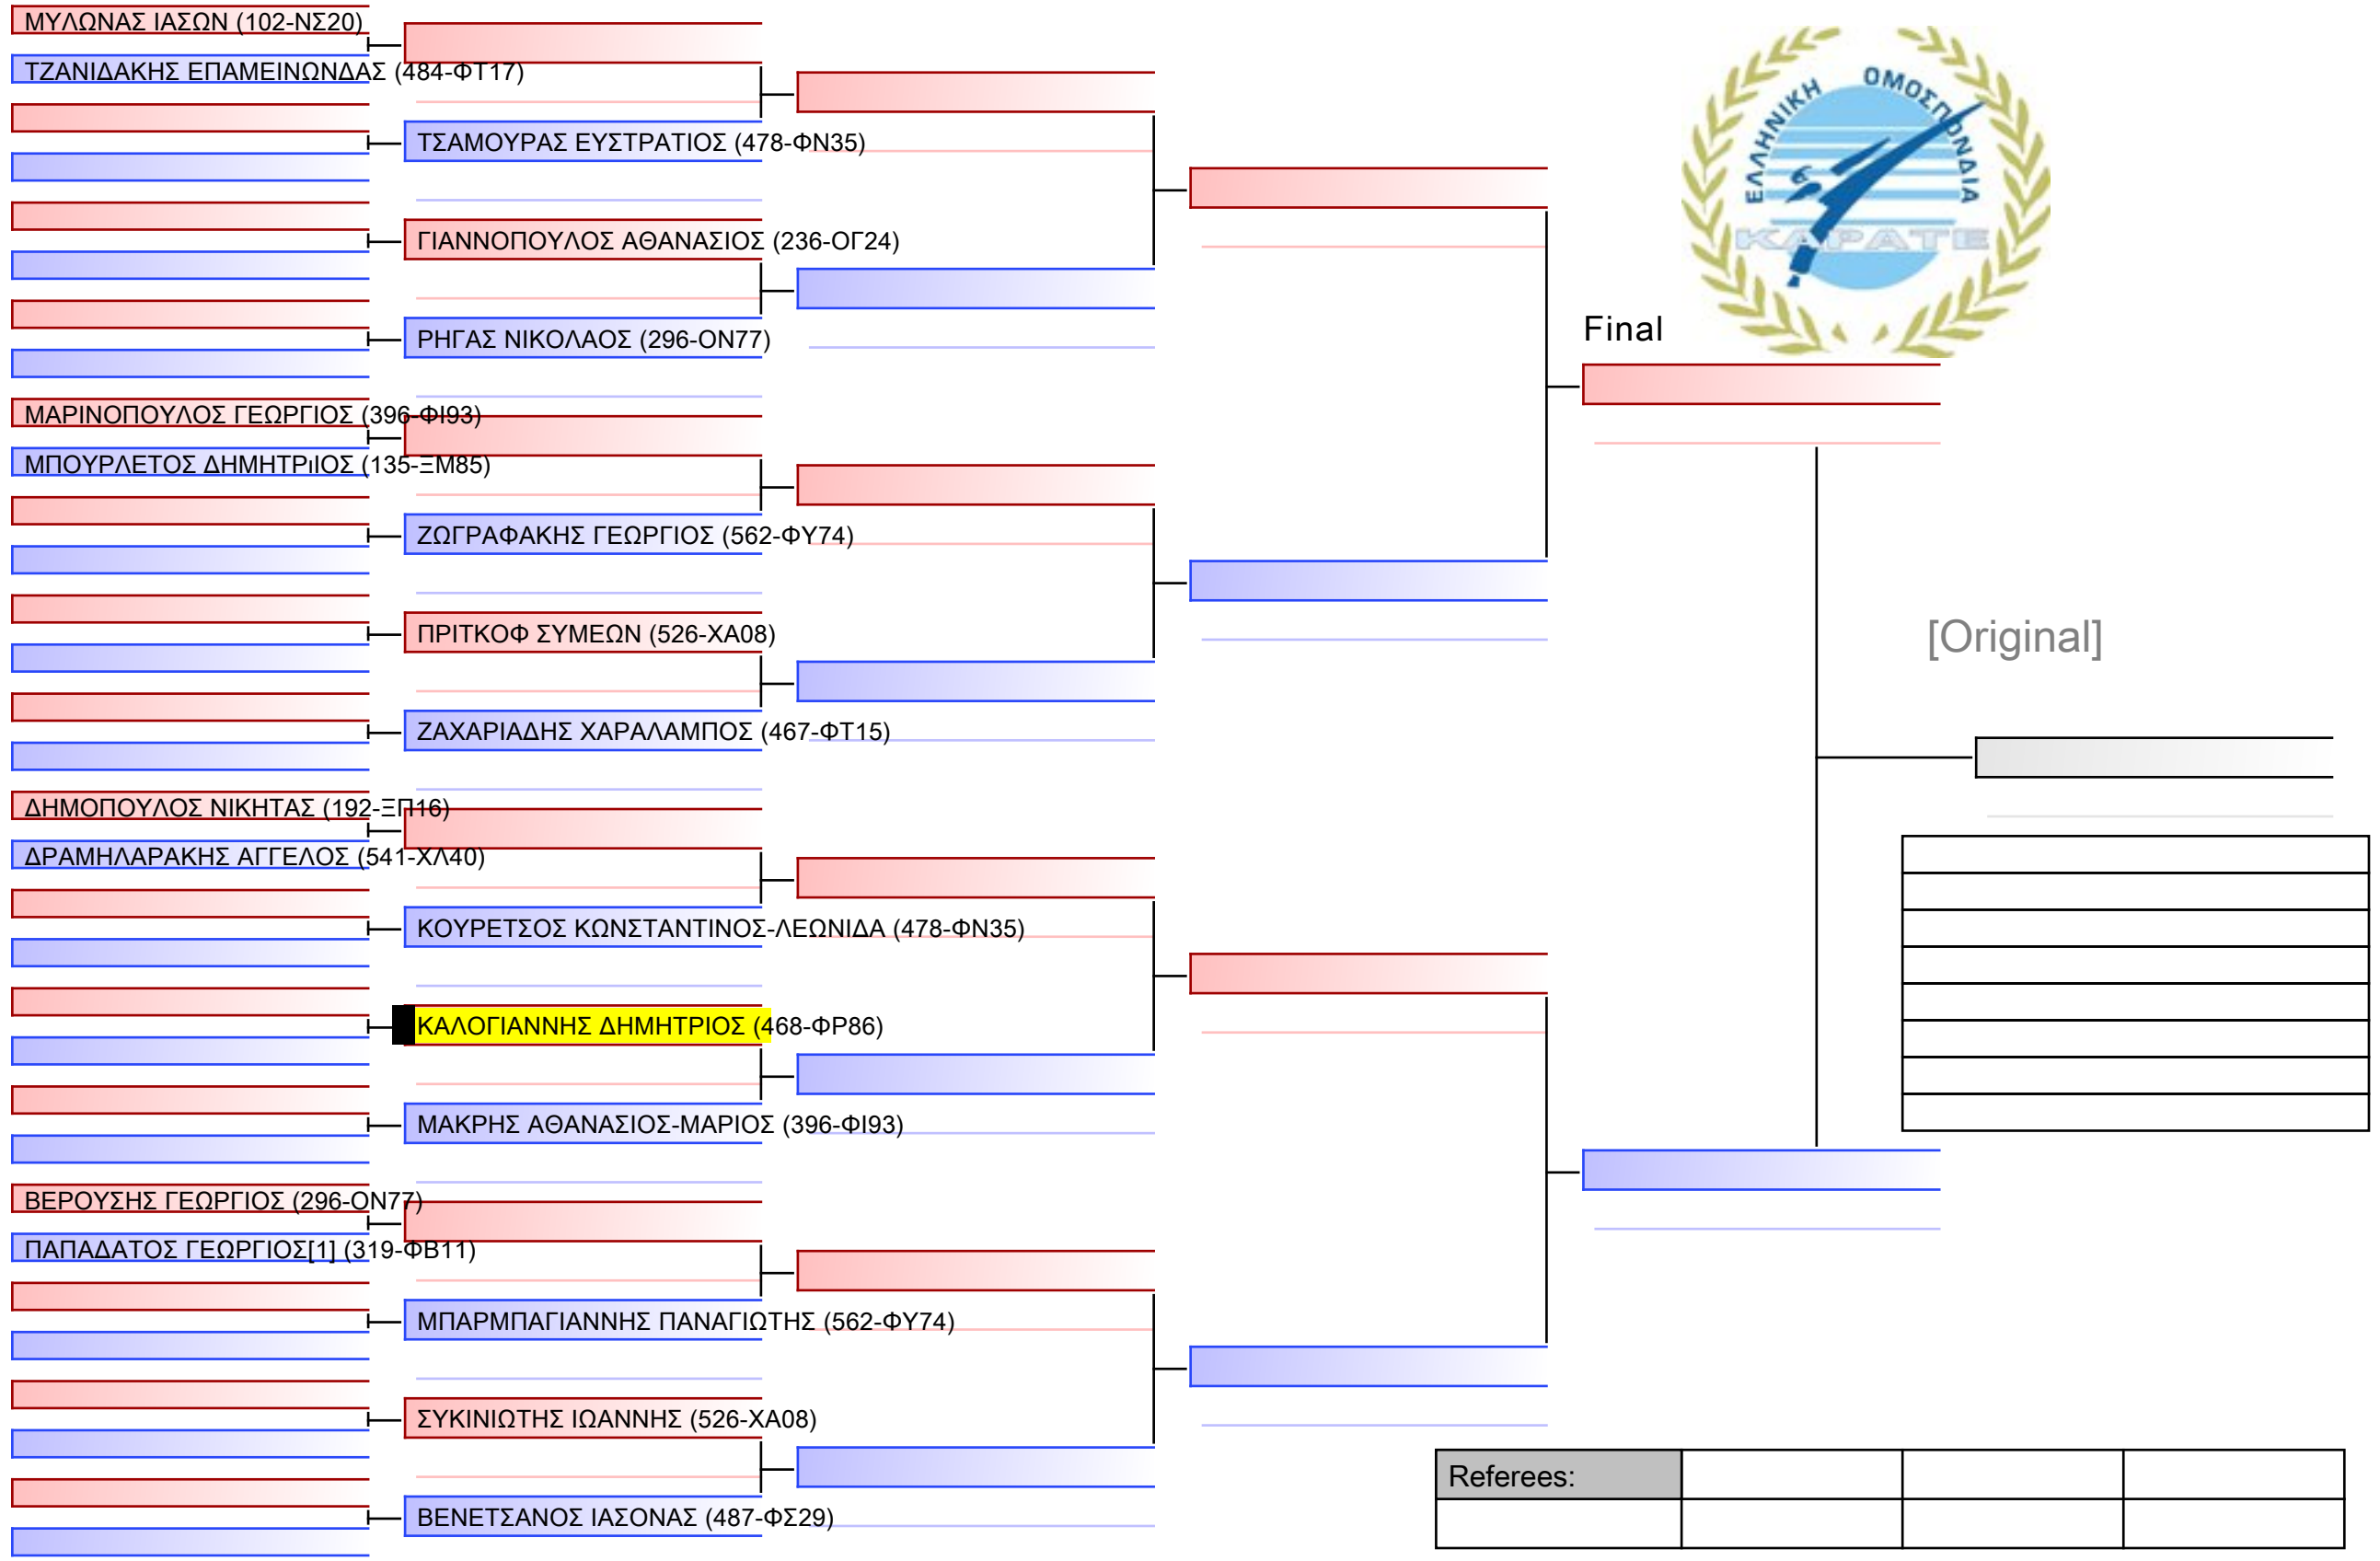 ΜΥΛΩΝΑΣ ΙΑΣΩΝ (102-ΝΣ20)
ΤΖΑΝΙΔΑΚΗΣ ΕΠΑΜΕΙΝΩΝΔΑΣ (484-ΦΤ17)
ΤΣΑΜΟΥΡΑΣ ΕΥΣΤΡΑΤΙΟΣ (478-ΦΝ35)
ΓΙΑΝΝΟΠΟΥΛΟΣ ΑΘΑΝΑΣΙΟΣ (236-ΟΓ24)
ΡΗΓΑΣ ΝΙΚΟΛΑΟΣ (296-ΟΝ77)
ΜΑΡΙΝΟΠΟΥΛΟΣ ΓΕΩΡΓΙΟΣ (396-ΦΙ93)
ΜΠΟΥΡΛΕΤΟΣ ΔΗΜΗΤΡιΙΟΣ (135-ΞΜ85)
ΖΩΓΡΑΦΑΚΗΣ ΓΕΩΡΓΙΟΣ (562-ΦΥ74)
ΠΡΙΤΚΟΦ ΣΥΜΕΩΝ (526-ΧΑ08)
ΖΑΧΑΡΙΑΔΗΣ ΧΑΡΑΛΑΜΠΟΣ (467-ΦΤ15)
ΔΗΜΟΠΟΥΛΟΣ ΝΙΚΗΤΑΣ (192-ΞΠ16)
ΔΡΑΜΗΛΑΡΑΚΗΣ ΑΓΓΕΛΟΣ (541-ΧΛ40)
ΚΟΥΡΕΤΣΟΣ ΚΩΝΣΤΑΝΤΙΝΟΣ-ΛΕΩΝΙΔΑ (478-ΦΝ35)
ΚΑΛΟΓΙΑΝΝΗΣ ΔΗΜΗΤΡΙΟΣ (468-ΦΡ86)
ΜΑΚΡΗΣ ΑΘΑΝΑΣΙΟΣ-ΜΑΡΙΟΣ (396-ΦΙ93)
ΒΕΡΟΥΣΗΣ ΓΕΩΡΓΙΟΣ (296-ΟΝ77)
ΠΑΠΑΔΑΤΟΣ ΓΕΩΡΓΙΟΣ[1] (319-ΦΒ11)
ΜΠΑΡΜΠΑΓΙΑΝΝΗΣ ΠΑΝΑΓΙΩΤΗΣ (562-ΦΥ74)
ΣΥΚΙΝΙΩΤΗΣ ΙΩΑΝΝΗΣ (526-ΧΑ08)
ΒΕΝΕΤΣΑΝΟΣ ΙΑΣΟΝΑΣ (487-ΦΣ29)
ΕΛΛΗΝΙΚΗ ΟΜΟΣΠΟΝΔΙΑ
ΚΑΡΑΤΕ
Final
[Original]
Referees: